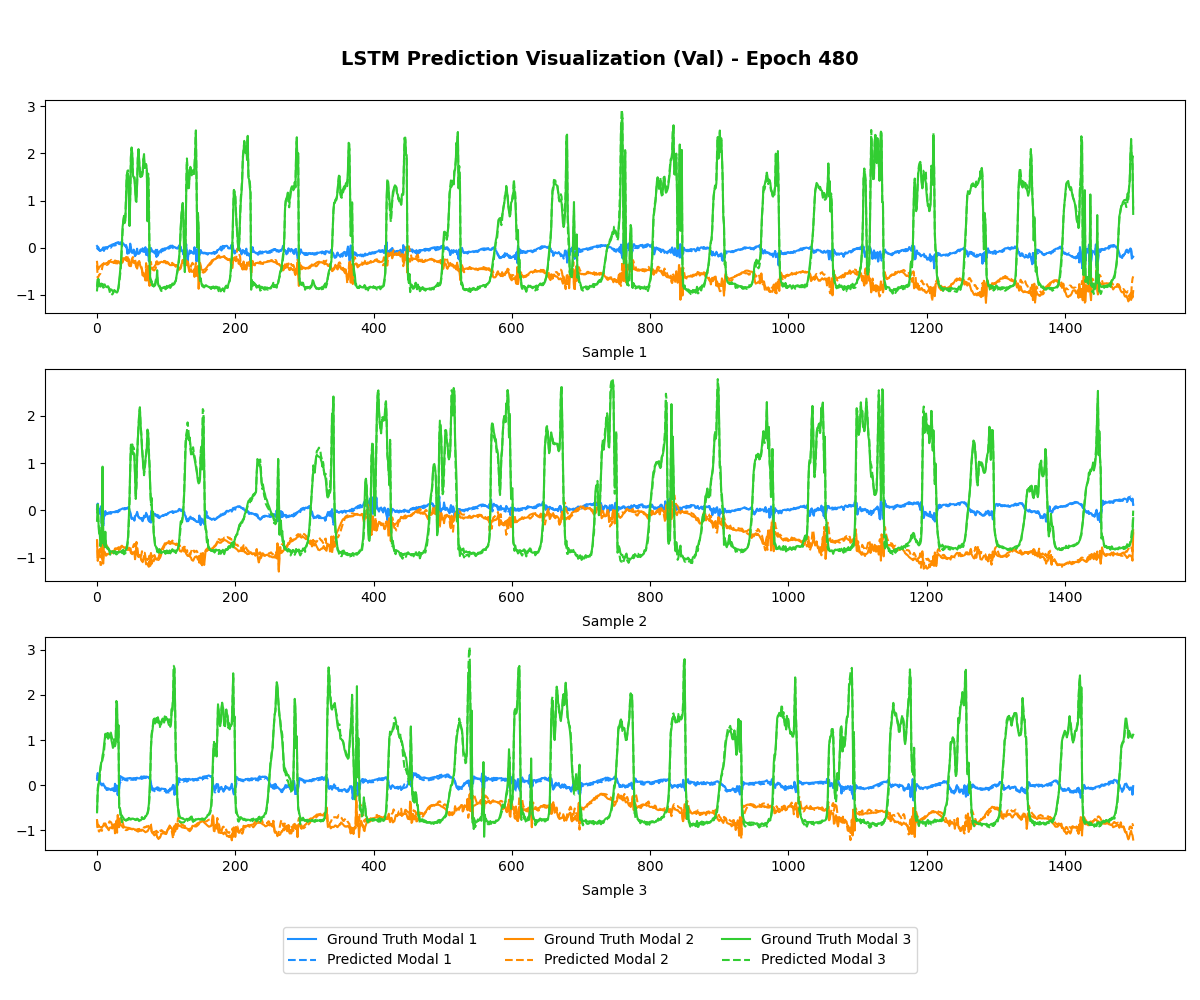 LSTM Prediction Visualization (Val) - Epoch 480
3
2
1
0
−1
0 200 400 600 800 1000 1200 1400
Sample 1
2
1
0
−1
0 200 400 600 800 1000 1200 1400
Sample 2
3
2
1
0
−1
0 200 400 600 800 1000 1200 1400
Sample 3
Ground Truth Modal 1 Ground Truth Modal 2 Ground Truth Modal 3
Predicted Modal 1 Predicted Modal 2 Predicted Modal 3